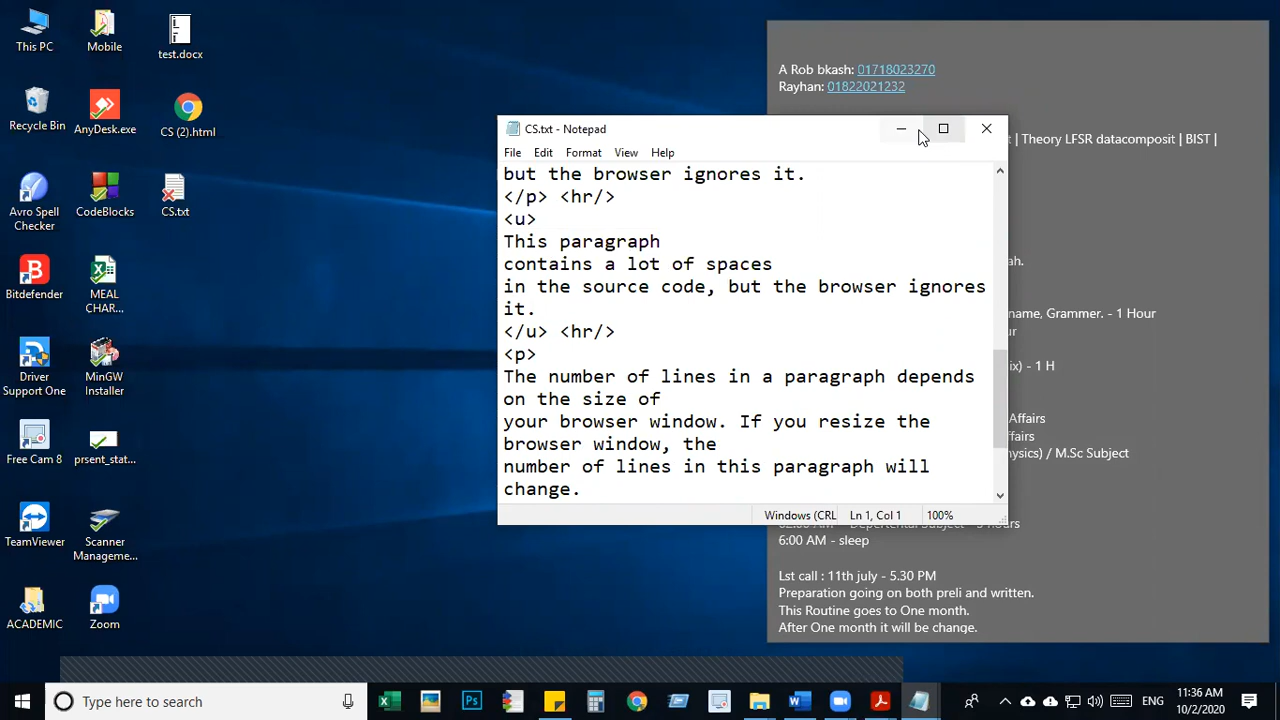 This PC
Mobile
test.docx
Recycle Bin
AnyDesk.exe
CS (2).html
Avro Spell
Checker
CodeBlocks
CS.txt
Bitdefender
MEAL
CHAR...
Driver
Support One
MinGW
Installer
Free Cam 8
prsent_stat...
TeamViewer
Scanner
Manageme...
ACADEMIC
Zoom
CS.txt - Notepad
File Edit Format View Help
but the browser ignores it.
</p> <hr/>
<u>
This paragraph
contains a lot of spaces
in the source code, but the browser ignores
it.
</u> <hr/>
<p>
The number of lines in a paragraph depends
on the size of
your browser window. If you resize the
browser window, the
number of lines in this paragraph will
change.
Windows (CRL
Ln 1, Col 1
100%
A Rob bkash: 01718023270
Rayhan: 01822021232
t | Theory LFSR datacomposit | BIST |
ah.
name, Grammer. - 1 Hour
ur
ix) - 1 H
Affairs
ffairs
ysics) / M.Sc Subject
6:00 AM - sleep
Lst call : 11th july - 5.30 PM
Preparation going on both preli and written.
This Routine goes to One month.
After One month it will be change.
Type here to search
ENG
11:36 AM
10/2/2020